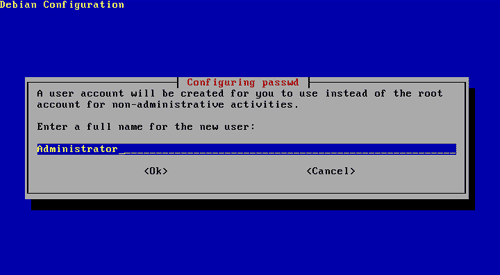 Debian Configuration
Configuring passwd
A user account will be created for you to use instead of the root
account for non-administrative activities.
Enter a full name for the new user:
Administrator
<Ok> <Cancel>